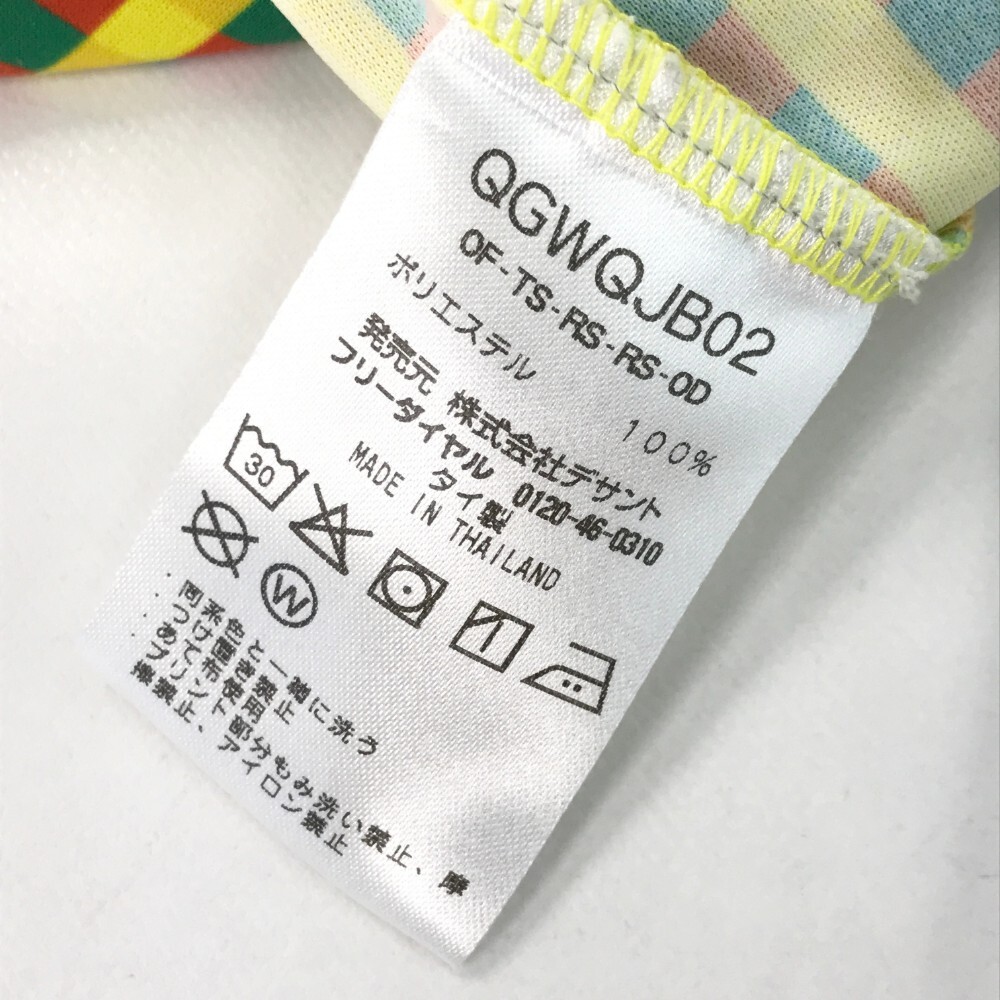 QGWQJB02
OF-TS-RS-RS-OD
ポリエステル 100%
発売元 株式会社デサント
フリーダイヤル 0120-46-0310
タイ製
MADE IN THAILAND
30
W
・同系色と一緒に洗う
・つけ置き禁止
・あて布使用
・プリント部分もみ洗い禁止、摩
擦禁止、アイロン禁止